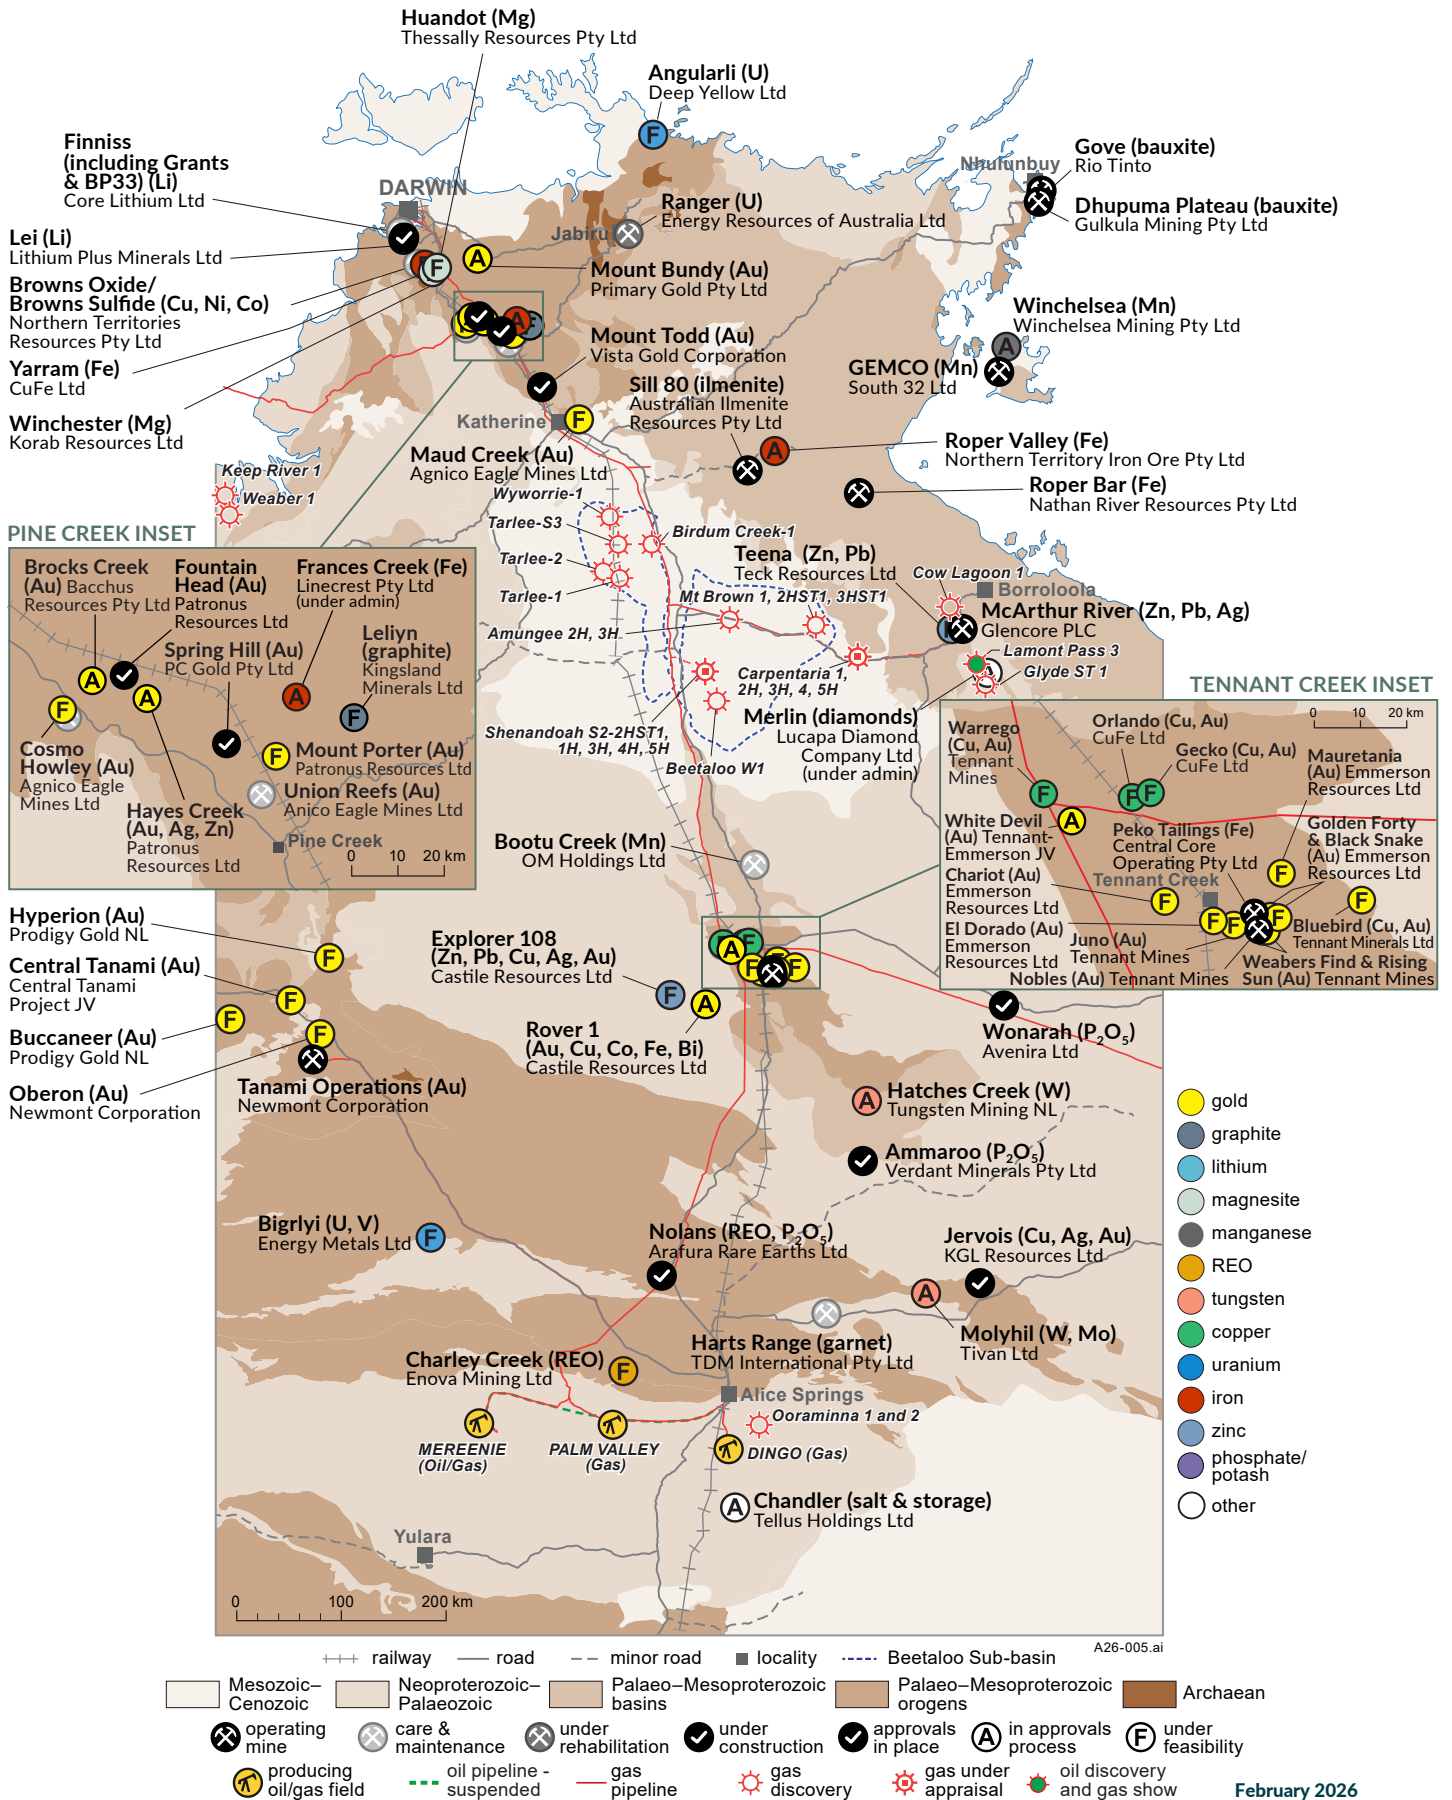 Huandot (Mg)
Thessally Resources Pty Ltd
Angularli (U)
Deep Yellow Ltd
Finniss
(including Grants
& BP33) (Li)
Core Lithium Ltd
DARWIN
Nhulunbuy
Gove (bauxite)
Rio Tinto
Dhupuma Plateau (bauxite)
Gulkula Mining Pty Ltd
Ranger (U)
Energy Resources of Australia Ltd
Jabiru
Lei (Li)
Lithium Plus Minerals Ltd
Mount Bundy (Au)
Primary Gold Pty Ltd
Browns Oxide/
Browns Sulfide (Cu, Ni, Co)
Northern Territories
Resources Pty Ltd
Winchelsea (Mn)
Winchelsea Mining Pty Ltd
Mount Todd (Au)
Vista Gold Corporation
GEMCO (Mn)
South 32 Ltd
Yarram (Fe)
CuFe Ltd
Sill 80 (ilmenite)
Australian Ilmenite
Resources Pty Ltd
Winchester (Mg)
Korab Resources Ltd
Katherine
Maud Creek (Au)
Agnico Eagle Mines Ltd
Roper Valley (Fe)
Northern Territory Iron Ore Pty Ltd
Roper Bar (Fe)
Nathan River Resources Pty Ltd
Keep River 1
Weaber 1
Wyworrie-1
Tarlee-S3
Tarlee-2
Tarlee-1
Birdum Creek-1
Teena (Zn, Pb)
Teck Resources Ltd
Mt Brown 1, 2HST1, 3HST1
Amungee 2H, 3H
Cow Lagoon 1
Borroloola
McArthur River (Zn, Pb, Ag)
Glencore PLC
Lamont Pass 3
Glyde ST 1
Carpentaria 1,
2H, 3H, 4, 5H
Merlin (diamonds)
Lucapa Diamond
Company Ltd
(under admin)
Shenandoah S2-2HST1,
1H, 3H, 4H, 5H
Beetaloo W1
PINE CREEK INSET
Brocks Creek
(Au) Bacchus
Resources Pty Ltd
Fountain
Head (Au)
Patronus
Resources Ltd
Frances Creek (Fe)
Linecrest Pty Ltd
(under admin)
Leliyn
(graphite)
Kingsland
Minerals Ltd
Spring Hill (Au)
PC Gold Pty Ltd
Cosmo
Howley (Au)
Agnico Eagle
Mines Ltd
Mount Porter (Au)
Patronus Resources Ltd
Union Reefs (Au)
Anico Eagle Mines Ltd
Hayes Creek
(Au, Ag, Zn)
Patronus
Resources Ltd
Pine Creek
0 10 20 km
TENNANT CREEK INSET
0 10 20 km
Warrego
(Cu, Au)
Tennant
Mines
Orlando (Cu, Au)
CuFe Ltd
Gecko (Cu, Au)
CuFe Ltd
Mauretania
(Au) Emmerson
Resources Ltd
White Devil
(Au) Tennant-
Emmerson JV
Peko Tailings (Fe)
Central Core
Operating Pty Ltd
Golden Forty
& Black Snake
(Au) Emmerson
Resources Ltd
Chariot (Au)
Emmerson
Resources Ltd
Tennant Creek
El Dorado (Au)
Emmerson
Resources Ltd
Juno (Au)
Tennant Mines
Nobles (Au) Tennant Mines
Bluebird (Cu, Au)
Tennant Minerals Ltd
Weabers Find & Rising
Sun (Au) Tennant Mines
Bootu Creek (Mn)
OM Holdings Ltd
Hyperion (Au)
Prodigy Gold NL
Explorer 108
(Zn, Pb, Cu, Ag, Au)
Castile Resources Ltd
Central Tanami (Au)
Central Tanami
Project JV
Buccaneer (Au)
Prodigy Gold NL
Rover 1
(Au, Cu, Co, Fe, Bi)
Castile Resources Ltd
Wonarah (P2O5)
Avenira Ltd
Oberon (Au)
Newmont Corporation
Tanami Operations (Au)
Newmont Corporation
Hatches Creek (W)
Tungsten Mining NL
Ammaroo (P2O5)
Verdant Minerals Pty Ltd
Bigrlyi (U, V)
Energy Metals Ltd
Nolans (REO, P2O5)
Arafura Rare Earths Ltd
Jervois (Cu, Ag, Au)
KGL Resources Ltd
Harts Range (garnet)
TDM International Pty Ltd
Molyhil (W, Mo)
Tivan Ltd
Charley Creek (REO)
Enova Mining Ltd
Alice Springs
Ooraminna 1 and 2
MEREENIE
(Oil/Gas)
PALM VALLEY
(Gas)
DINGO (Gas)
Chandler (salt & storage)
Tellus Holdings Ltd
Yulara
0 100 200 km
gold
graphite
lithium
magnesite
manganese
REO
tungsten
copper
uranium
iron
zinc
phosphate/
potash
other
A26-005.ai
railway
road
minor road
locality
Beetaloo Sub-basin
Mesozoic–
Cenozoic
Neoproterozoic–
Palaeozoic
Palaeo–Mesoproterozoic
basins
Palaeo–Mesoproterozoic
orogens
Archaean
operating
mine
care &
maintenance
under
rehabilitation
under
construction
approvals
in place
A in approvals
process
F under
feasibility
producing
oil/gas field
oil pipeline -
suspended
gas
pipeline
gas
discovery
gas under
appraisal
oil discovery
and gas show
February 2026